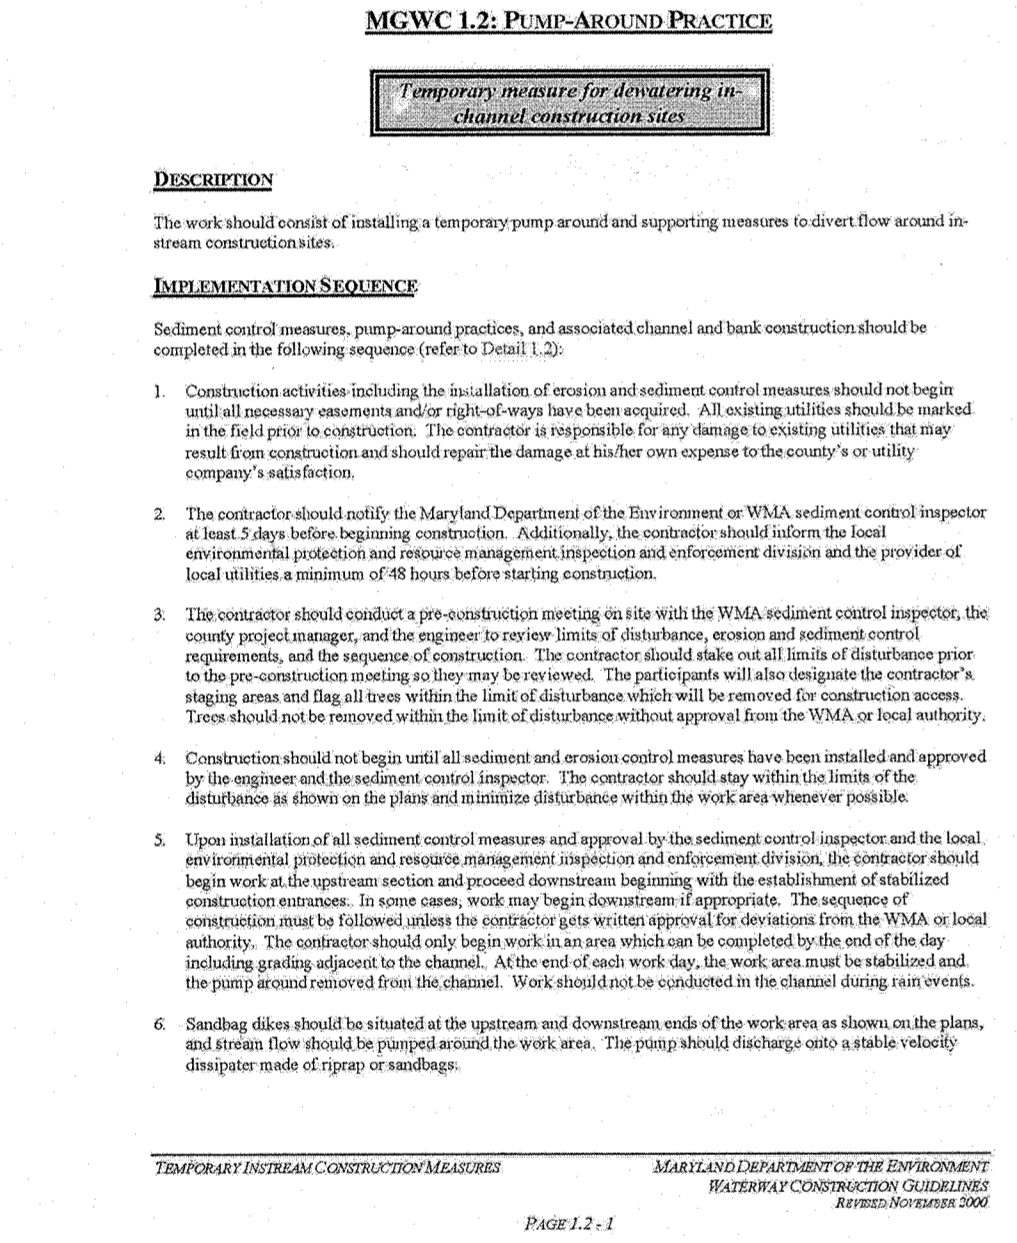 MGWC 1.2: PUMP-AROUND PRACTICE
Temporary measure for dewatering in-
channel construction sites
DESCRIPTION
The work should consist of installing a temporary pump around and supporting measures to divert flow around in-
stream construction sites.
IMPLEMENTATION SEQUENCE
Sediment control measures, pump-around practices, and associated channel and bank construction should be
completed in the following sequence (refer to Detail 1.2):
1. Construction activities including the installation of erosion and sediment control measures should not begin
until all necessary easements and/or right-of-ways have been acquired. All existing utilities should be marked
in the field prior to construction. The contractor is responsible for any damage to existing utilities that may
result from construction and should repair the damage at his/her own expense to the county's or utility
company's satisfaction.
2. The contractor should notify the Maryland Department of the Environment or WMA sediment control inspector
at least 5 days before beginning construction. Additionally, the contractor should inform the local
environmental protection and resource management inspection and enforcement division and the provider of
local utilities a minimum of 48 hours before starting construction.
3. The contractor should conduct a pre-construction meeting on site with the WMA sediment control inspector, the
county project manager, and the engineer to review limits of disturbance, erosion and sediment control
requirements, and the sequence of construction. The contractor should stake out all limits of disturbance prior
to the pre-construction meeting so they may be reviewed. The participants will also designate the contractor's
staging areas and flag all trees within the limit of disturbance which will be removed for construction access.
Trees should not be removed within the limit of disturbance without approval from the WMA or local authority.
4. Construction should not begin until all sediment and erosion control measures have been installed and approved
by the engineer and the sediment control inspector. The contractor should stay within the limits of the
disturbance as shown on the plans and minimize disturbance within the work area whenever possible.
5. Upon installation of all sediment control measures and approval by the sediment control inspector and the local
environmental protection and resource management inspection and enforcement division, the contractor should
begin work at the upstream section and proceed downstream beginning with the establishment of stabilized
construction entrances. In some cases, work may begin downstream if appropriate. The sequence of
construction must be followed unless the contractor gets written approval for deviations from the WMA or local
authority. The contractor should only begin work in an area which can be completed by the end of the day
including grading adjacent to the channel. At the end of each work day, the work area must be stabilized and
the pump around removed from the channel. Work should not be conducted in the channel during rain events.
6. Sandbag dikes should be situated at the upstream and downstream ends of the work area as shown on the plans,
and stream flow should be pumped around the work area. The pump should discharge onto a stable velocity
dissipater made of riprap or sandbags.
TEMPORARY INSTREAM CONSTRUCTION MEASURES
MARYLAND DEPARTMENT OF THE ENVIRONMENT
WATERWAY CONSTRUCTION GUIDELINES
REVISED NOVEMBER 2000
PAGE 1.2 - 1